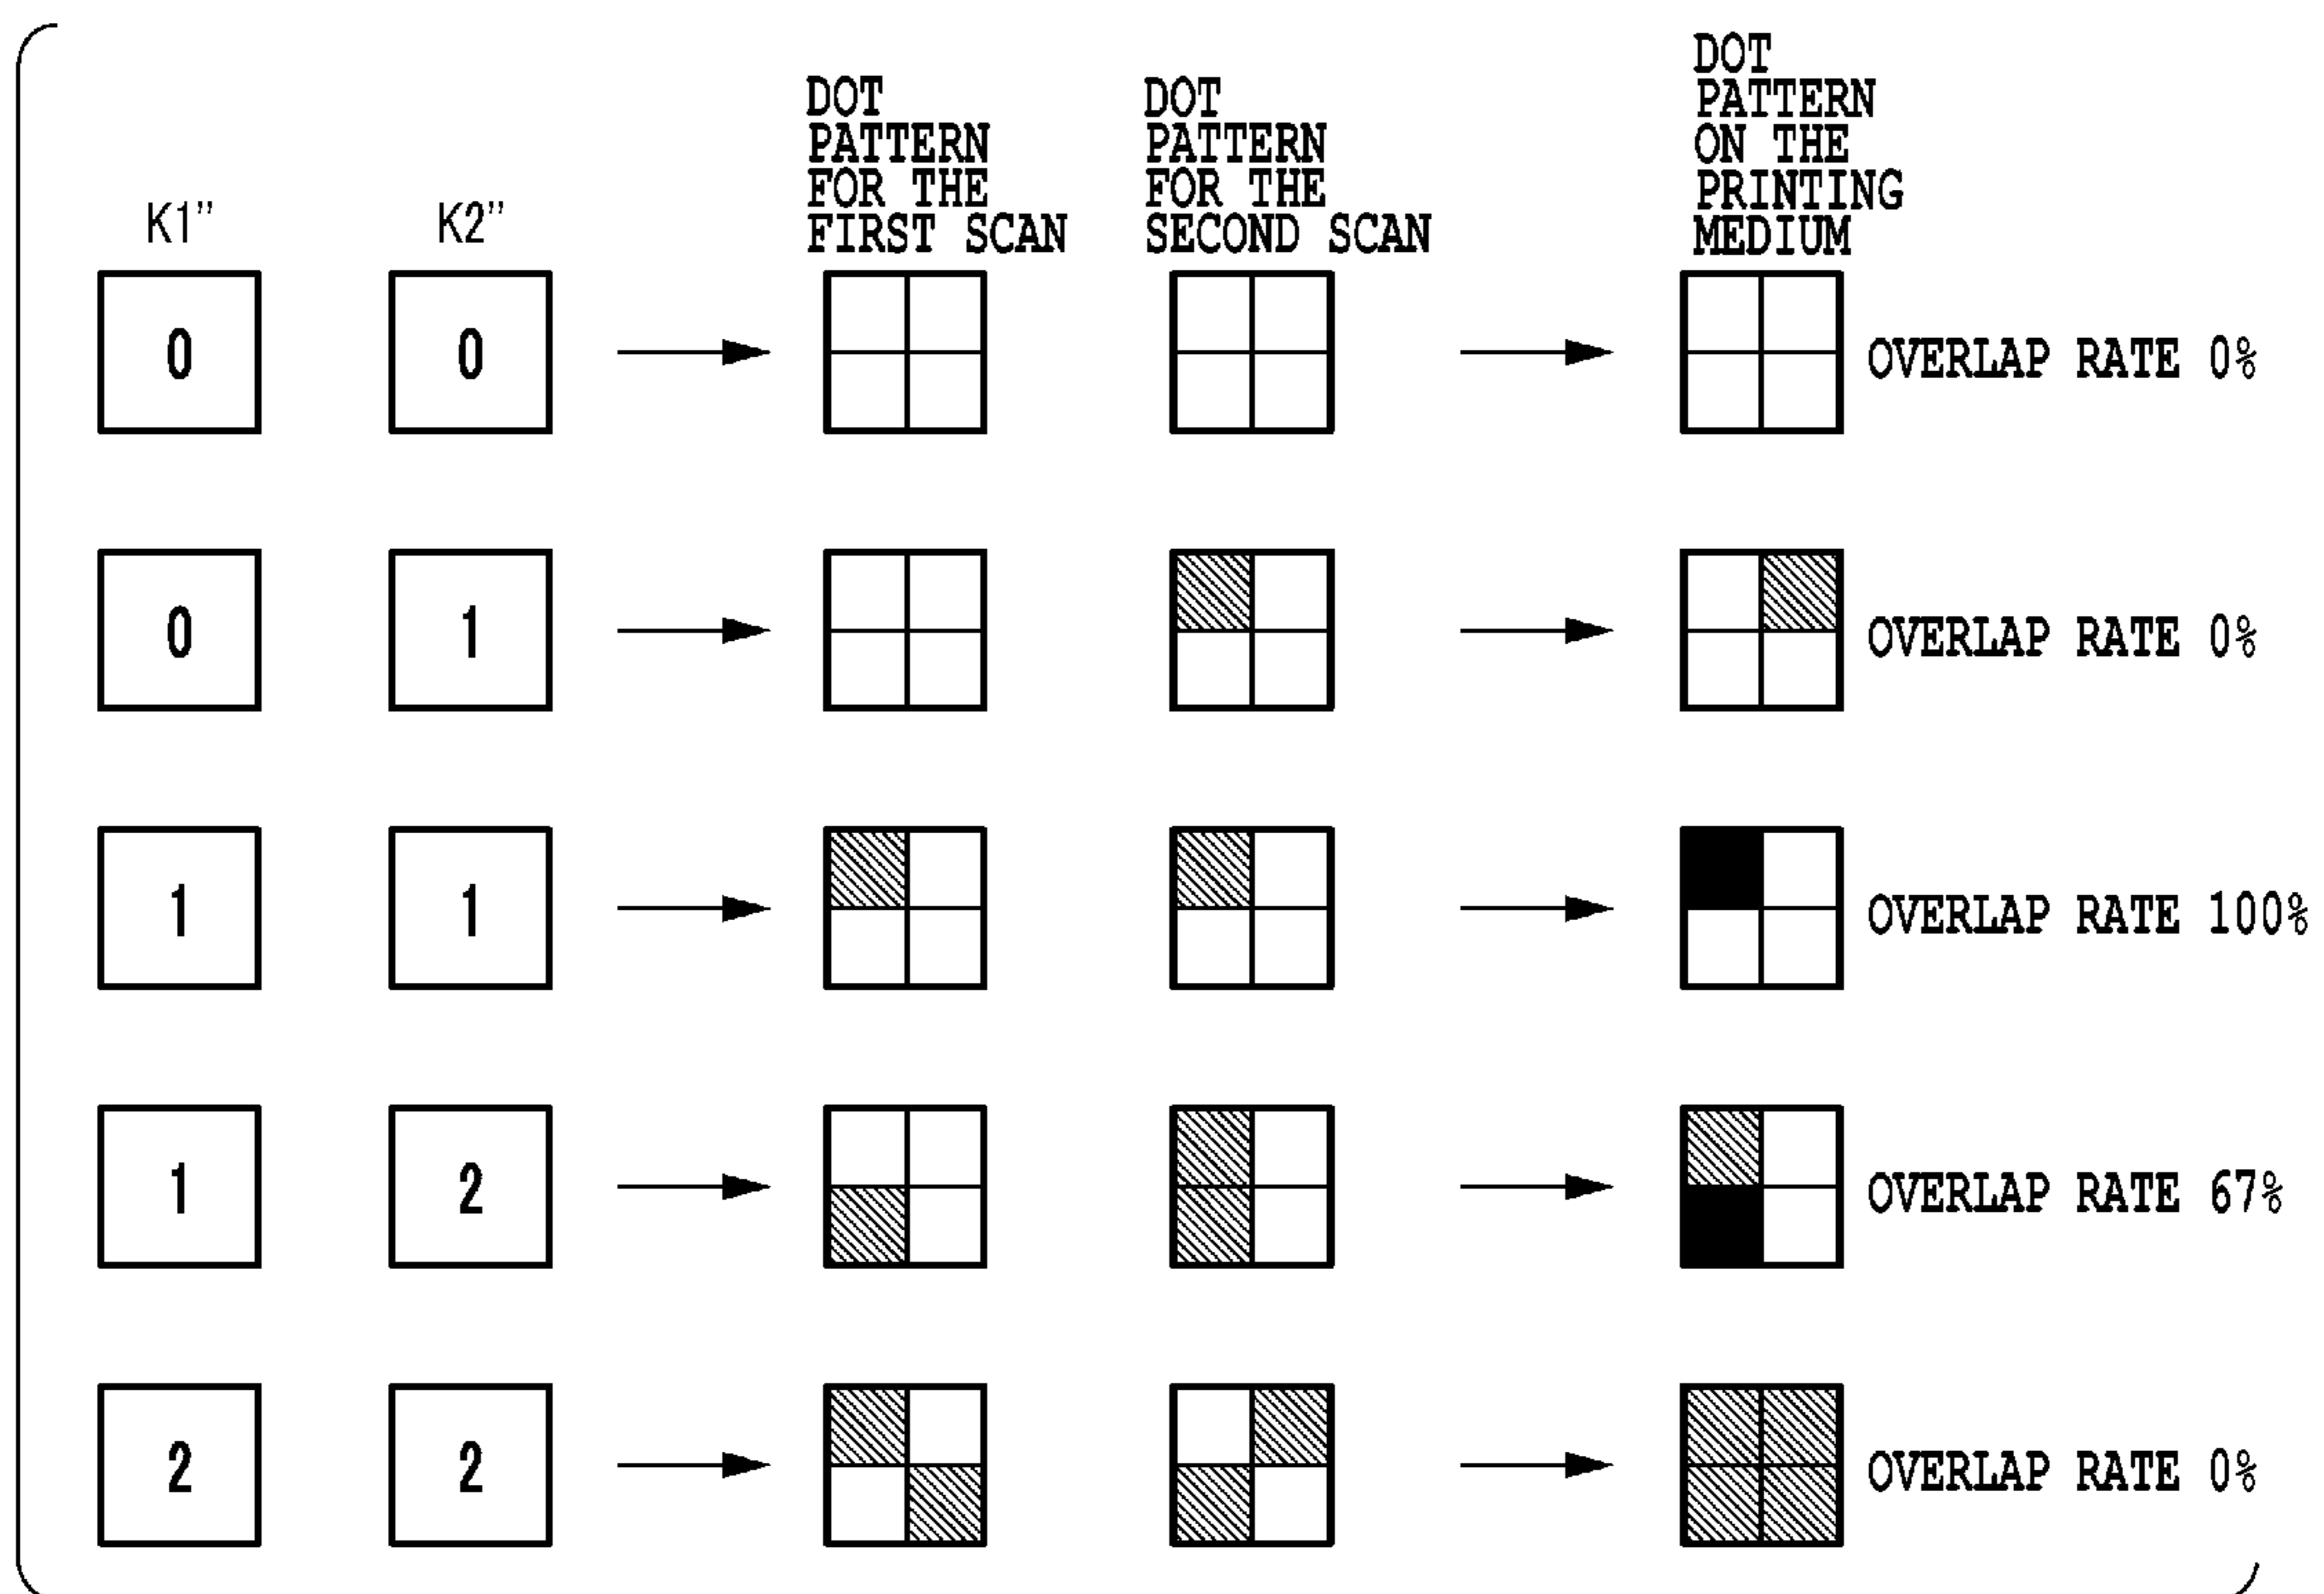 DOT
PATTERN
FOR THE
FIRST SCAN
DOT
PATTERN
FOR THE
SECOND SCAN
DOT
PATTERN
ON THE
PRINTING
MEDIUM
K1" K2"
0 0 OVERLAP RATE 0%
0 1 OVERLAP RATE 0%
1 1 OVERLAP RATE 100%
1 2 OVERLAP RATE 67%
2 2 OVERLAP RATE 0%